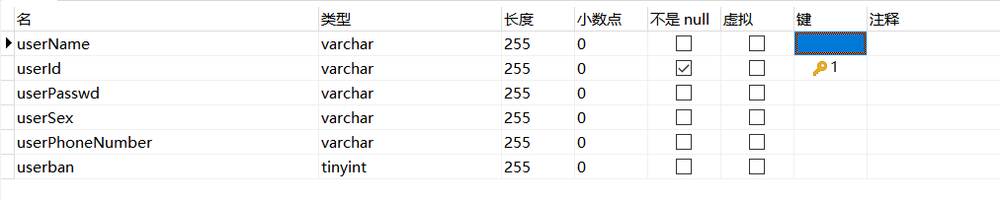 名 类型 长度 小数点 不是 null 虚拟 键 注释
userName varchar 255 0
userId varchar 255 0 1
userPasswd varchar 255 0
userSex varchar 255 0
userPhoneNumber varchar 255 0
userban tinyint 255 0